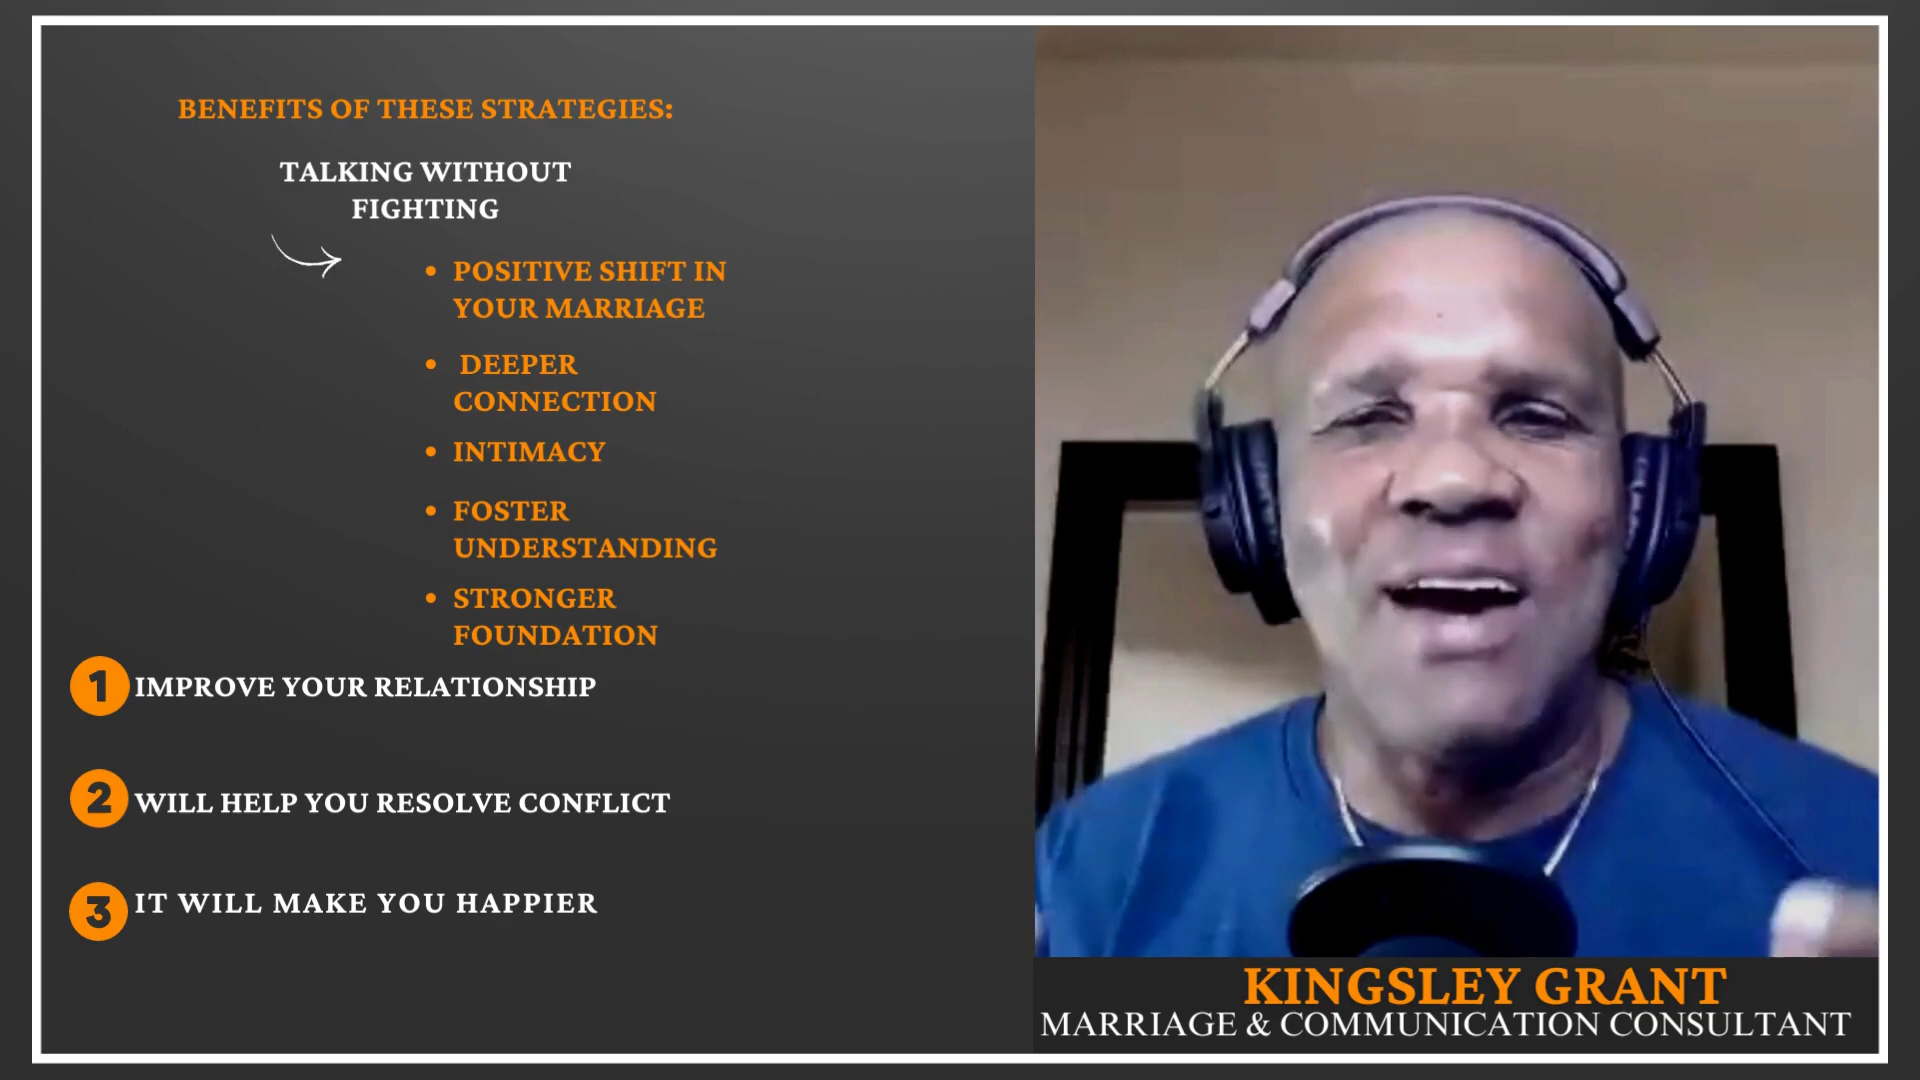 BENEFITS OF THESE STRATEGIES:
TALKING WITHOUT
FIGHTING
• POSITIVE SHIFT IN
YOUR MARRIAGE
• DEEPER
CONNECTION
• INTIMACY
• FOSTER
UNDERSTANDING
• STRONGER
FOUNDATION
1 IMPROVE YOUR RELATIONSHIP
2 WILL HELP YOU RESOLVE CONFLICT
3 IT WILL MAKE YOU HAPPIER
KINGSLEY GRANT
MARRIAGE & COMMUNICATION CONSULTANT